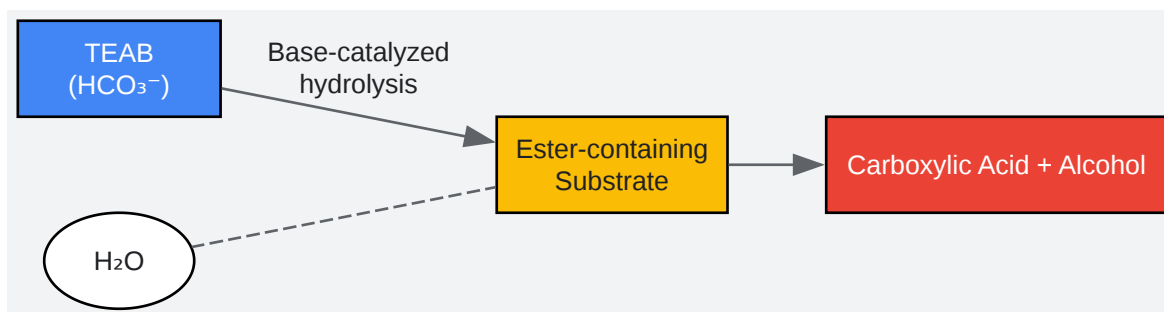 TEAB
(HCO₃⁻)
Base-catalyzed
hydrolysis
Ester-containing
Substrate
Carboxylic Acid + Alcohol
H₂O